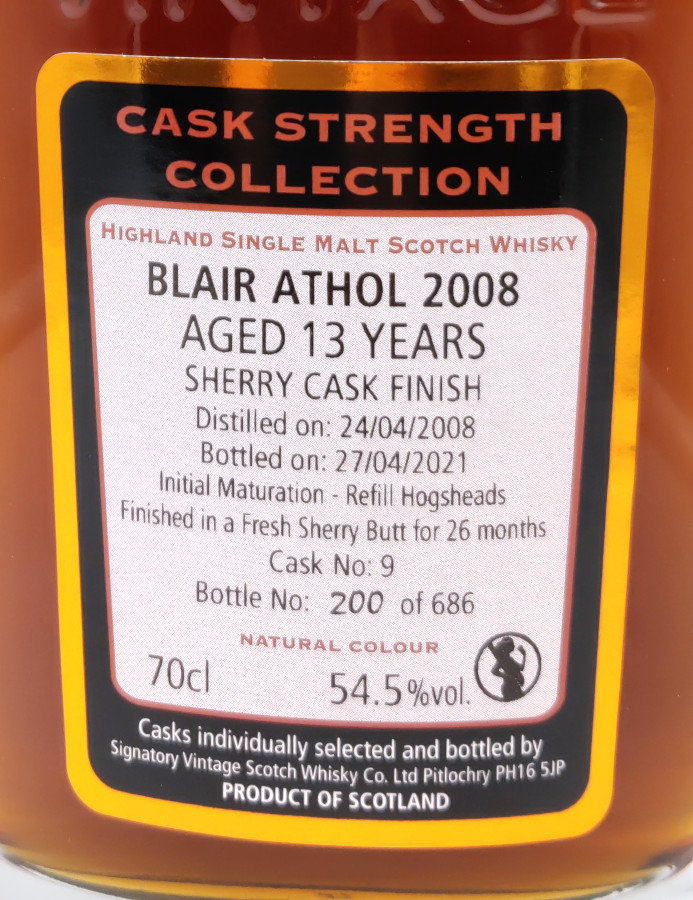 VINTAGE
CASK STRENGTH
COLLECTION
HIGHLAND SINGLE MALT SCOTCH WHISKY
BLAIR ATHOL 2008
AGED 13 YEARS
SHERRY CASK FINISH
Distilled on: 24/04/2008
Bottled on: 27/04/2021
Initial Maturation - Refill Hogsheads
Finished in a Fresh Sherry Butt for 26 months
Cask No: 9
Bottle No: 200 of 686
NATURAL COLOUR
70cl 54.5%vol.
Casks individually selected and bottled by
Signatory Vintage Scotch Whisky Co. Ltd Pitlochry PH16 5JP
PRODUCT OF SCOTLAND